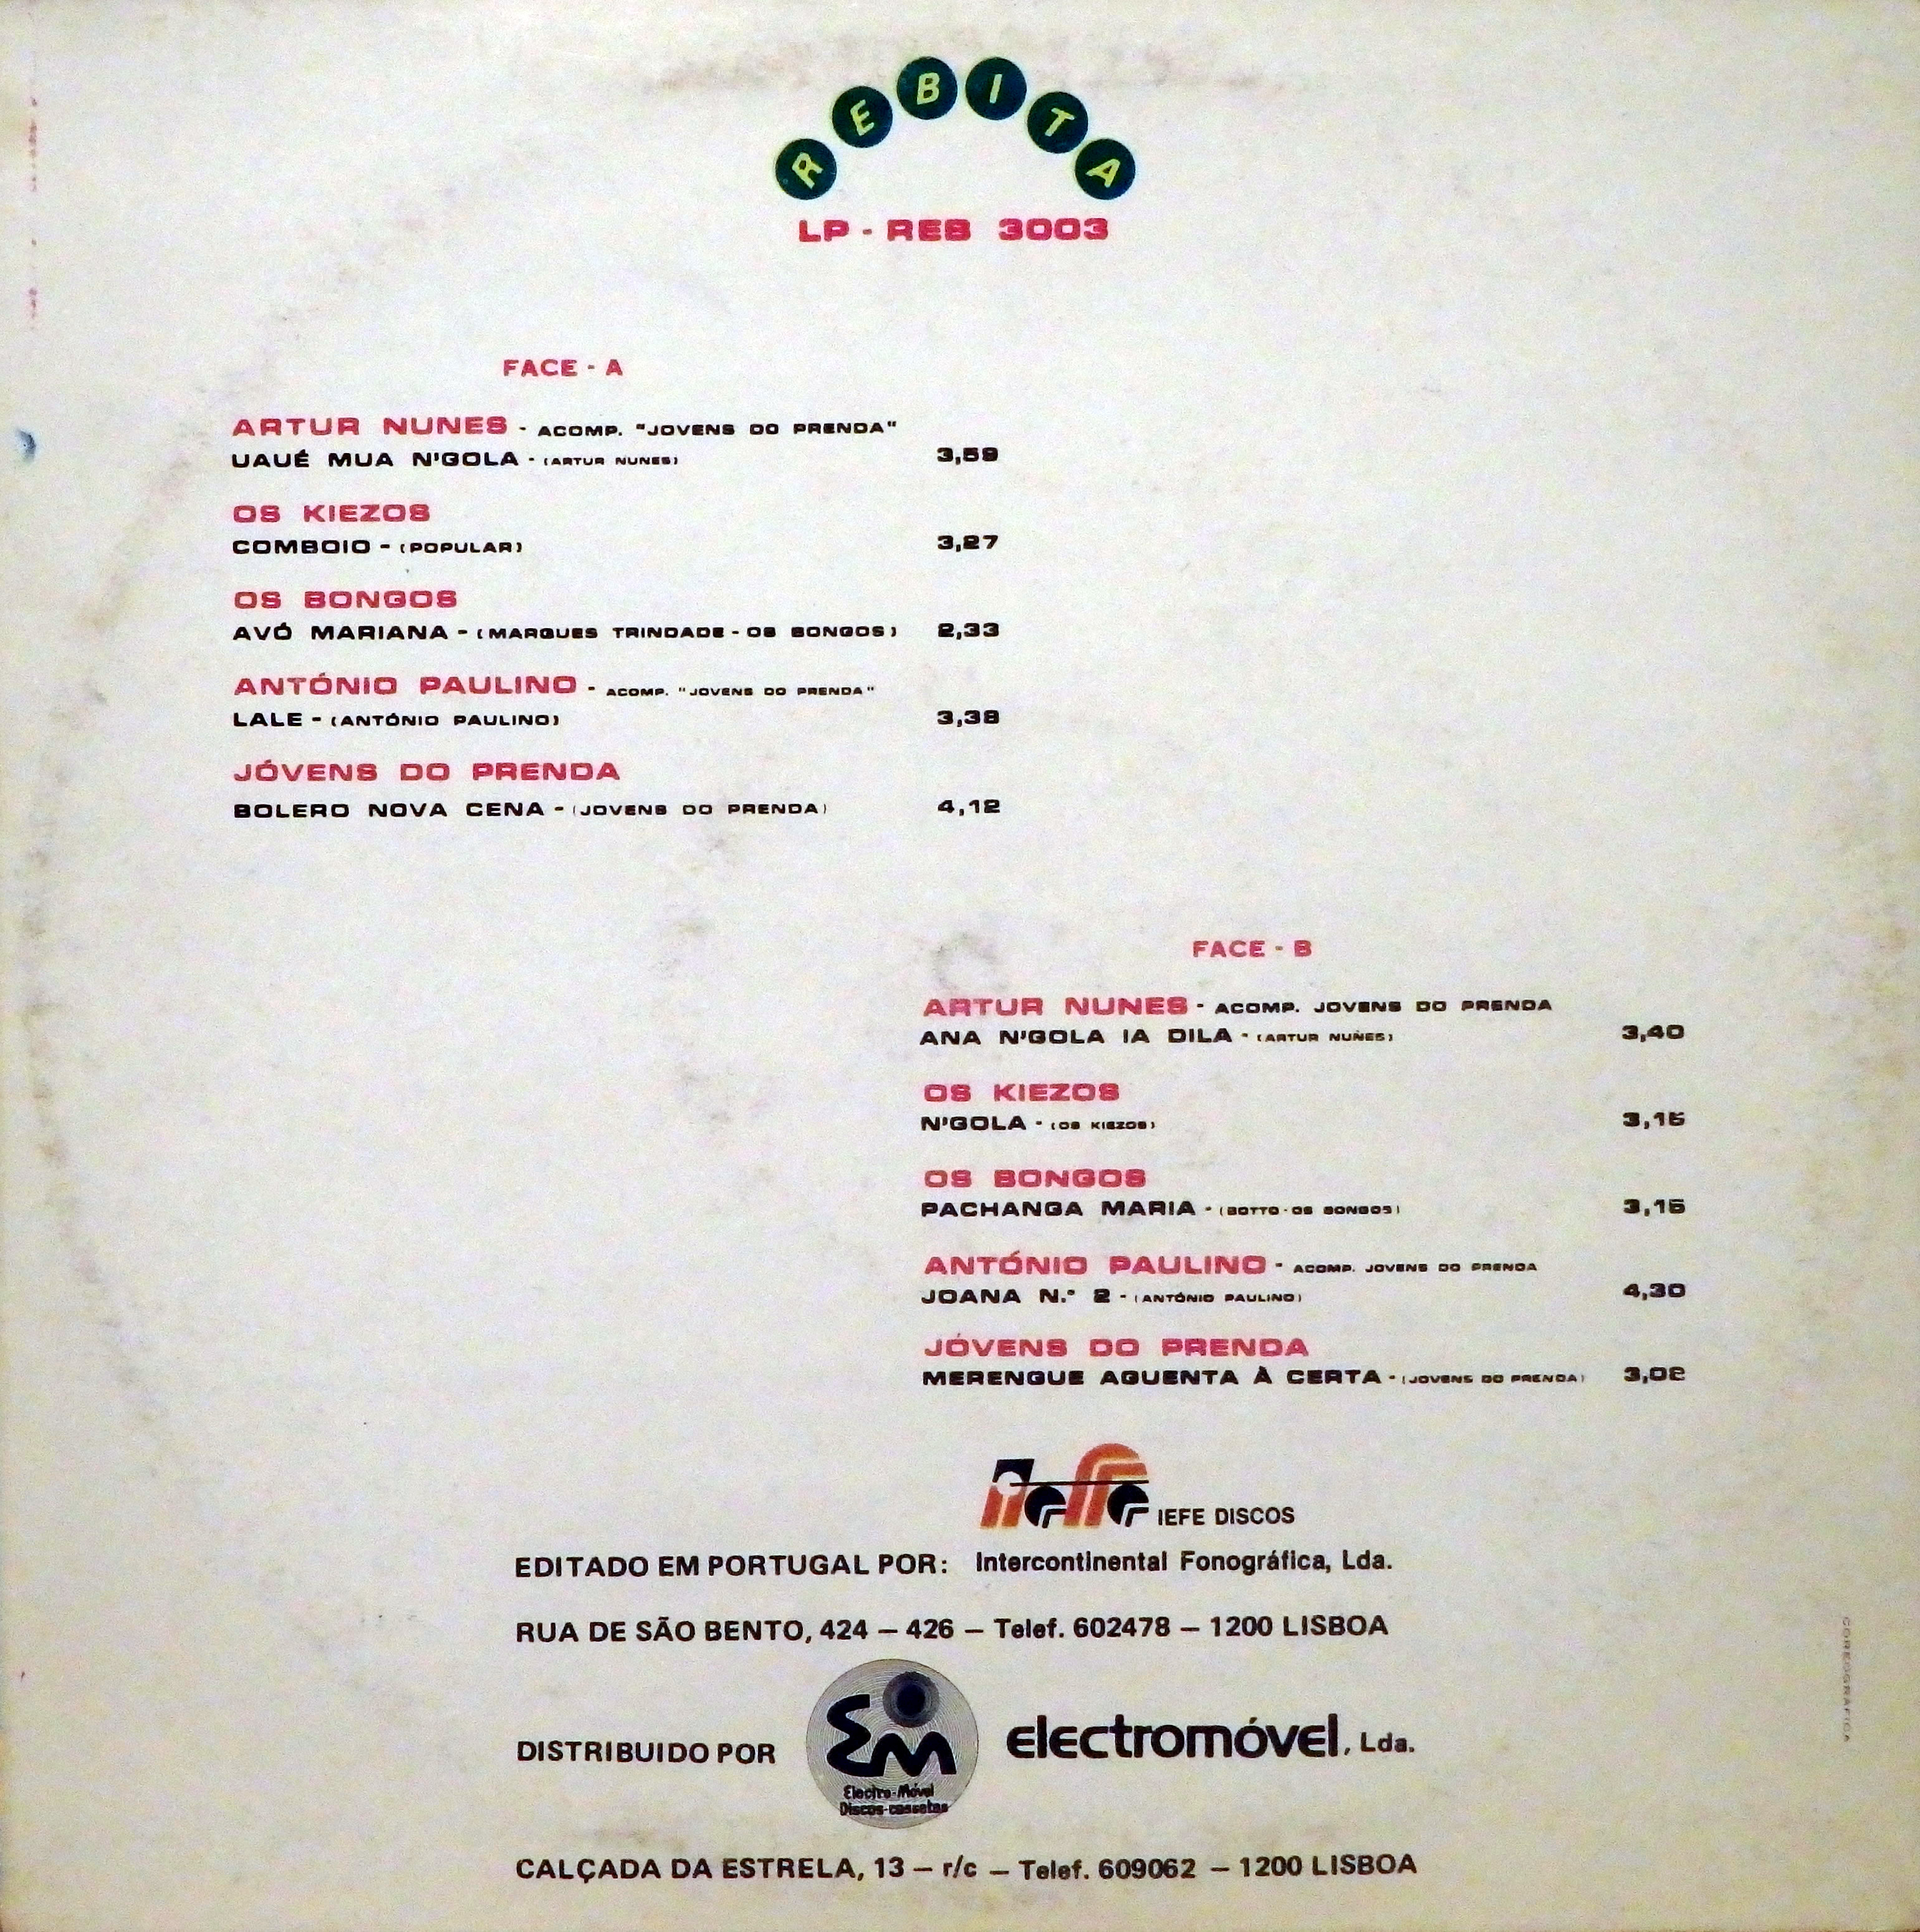 REBITA
LP - REB 3003
FACE - A
ARTUR NUNES - ACOMP. "JOVENS DO PRENDA"
UAUÉ MUA N'GOLA - (ARTUR NUNES) 3,59
OS KIEZOS
COMBOIO - (POPULAR) 3,27
OS BONGOS
AVÓ MARIANA - (MARQUES TRINDADE - OS BONGOS) 2,33
ANTÓNIO PAULINO - ACOMP. "JOVENS DO PRENDA"
LALE - (ANTÓNIO PAULINO) 3,38
JÓVENS DO PRENDA
BOLERO NOVA CENA - (JOVENS DO PRENDA) 4,12
FACE - B
ARTUR NUNES - ACOMP. JOVENS DO PRENDA
ANA N'GOLA IA DILA - (ARTUR NUNES) 3,40
OS KIEZOS
N'GOLA - (OS KIEZOS) 3,15
OS BONGOS
PACHANGA MARIA - (BOTTO - OS BONGOS) 3,15
ANTÓNIO PAULINO - ACOMP. JOVENS DO PRENDA
JOANA N.º 2 - (ANTÓNIO PAULINO) 4,30
JÓVENS DO PRENDA
MERENGUE AGUENTA À CERTA - (JOVENS DO PRENDA) 3,02
ieffe IEFE DISCOS
EDITADO EM PORTUGAL POR: Intercontinental Fonográfica, Lda.
RUA DE SÃO BENTO, 424 – 426 – Telef. 602478 – 1200 LISBOA
DISTRIBUIDO POR EM Electro-Móvel Discos-cassetes electromóvel, Lda.
CALÇADA DA ESTRELA, 13 – r/c – Telef. 609062 – 1200 LISBOA
COREOGRÁFICA